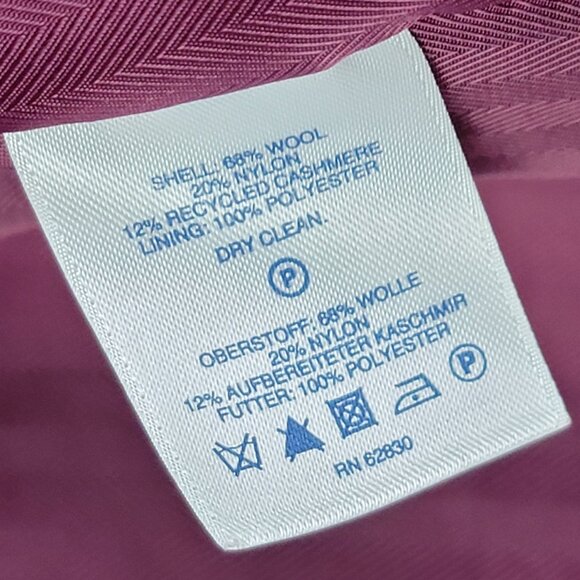 SHELL: 68% WOOL
20% NYLON
12% RECYCLED CASHMERE
LINING: 100% POLYESTER
DRY CLEAN.
P
OBERSTOFF: 68% WOLLE
20% NYLON
12% AUFBEREITETER KASCHMIR
FUTTER: 100% POLYESTER
P
RN 62830